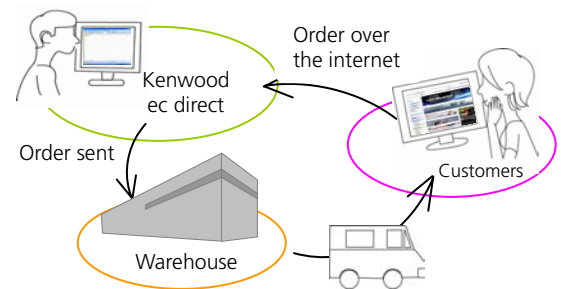 Order over
the internet
Kenwood
ec direct
Order sent
Customers
Warehouse